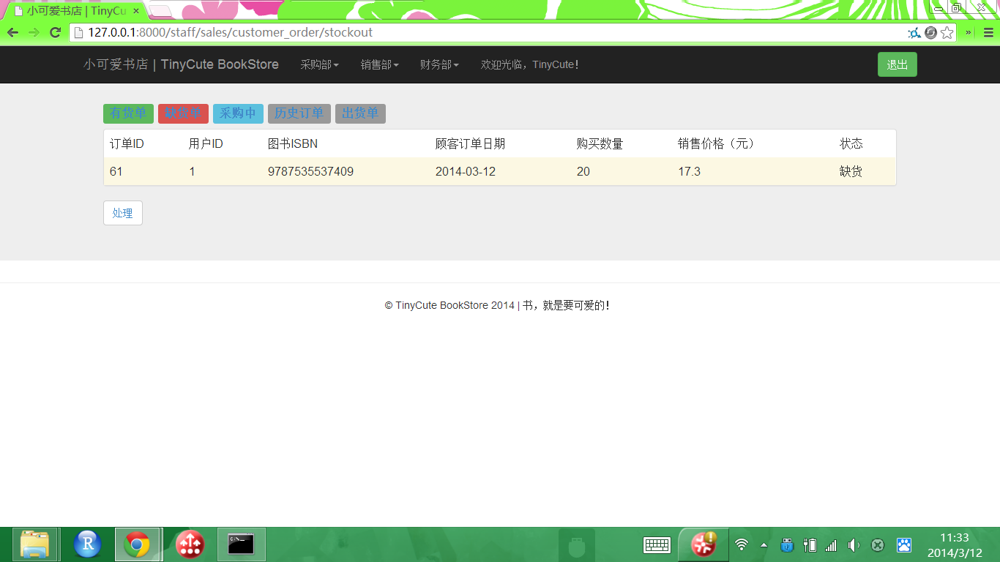 小可爱书店 | TinyCu
127.0.0.1:8000/staff/sales/customer_order/stockout
小可爱书店 | TinyCute BookStore 采购部 销售部 财务部 欢迎光临，TinyCute！ 退出
有货单 缺货单 采购中 历史订单 出货单
订单ID 用户ID 图书ISBN 顾客订单日期 购买数量 销售价格（元） 状态
61 1 9787535537409 2014-03-12 20 17.3 缺货
处理
© TinyCute BookStore 2014 | 书，就是要可爱的！
R
C:\_
11:33
2014/3/12